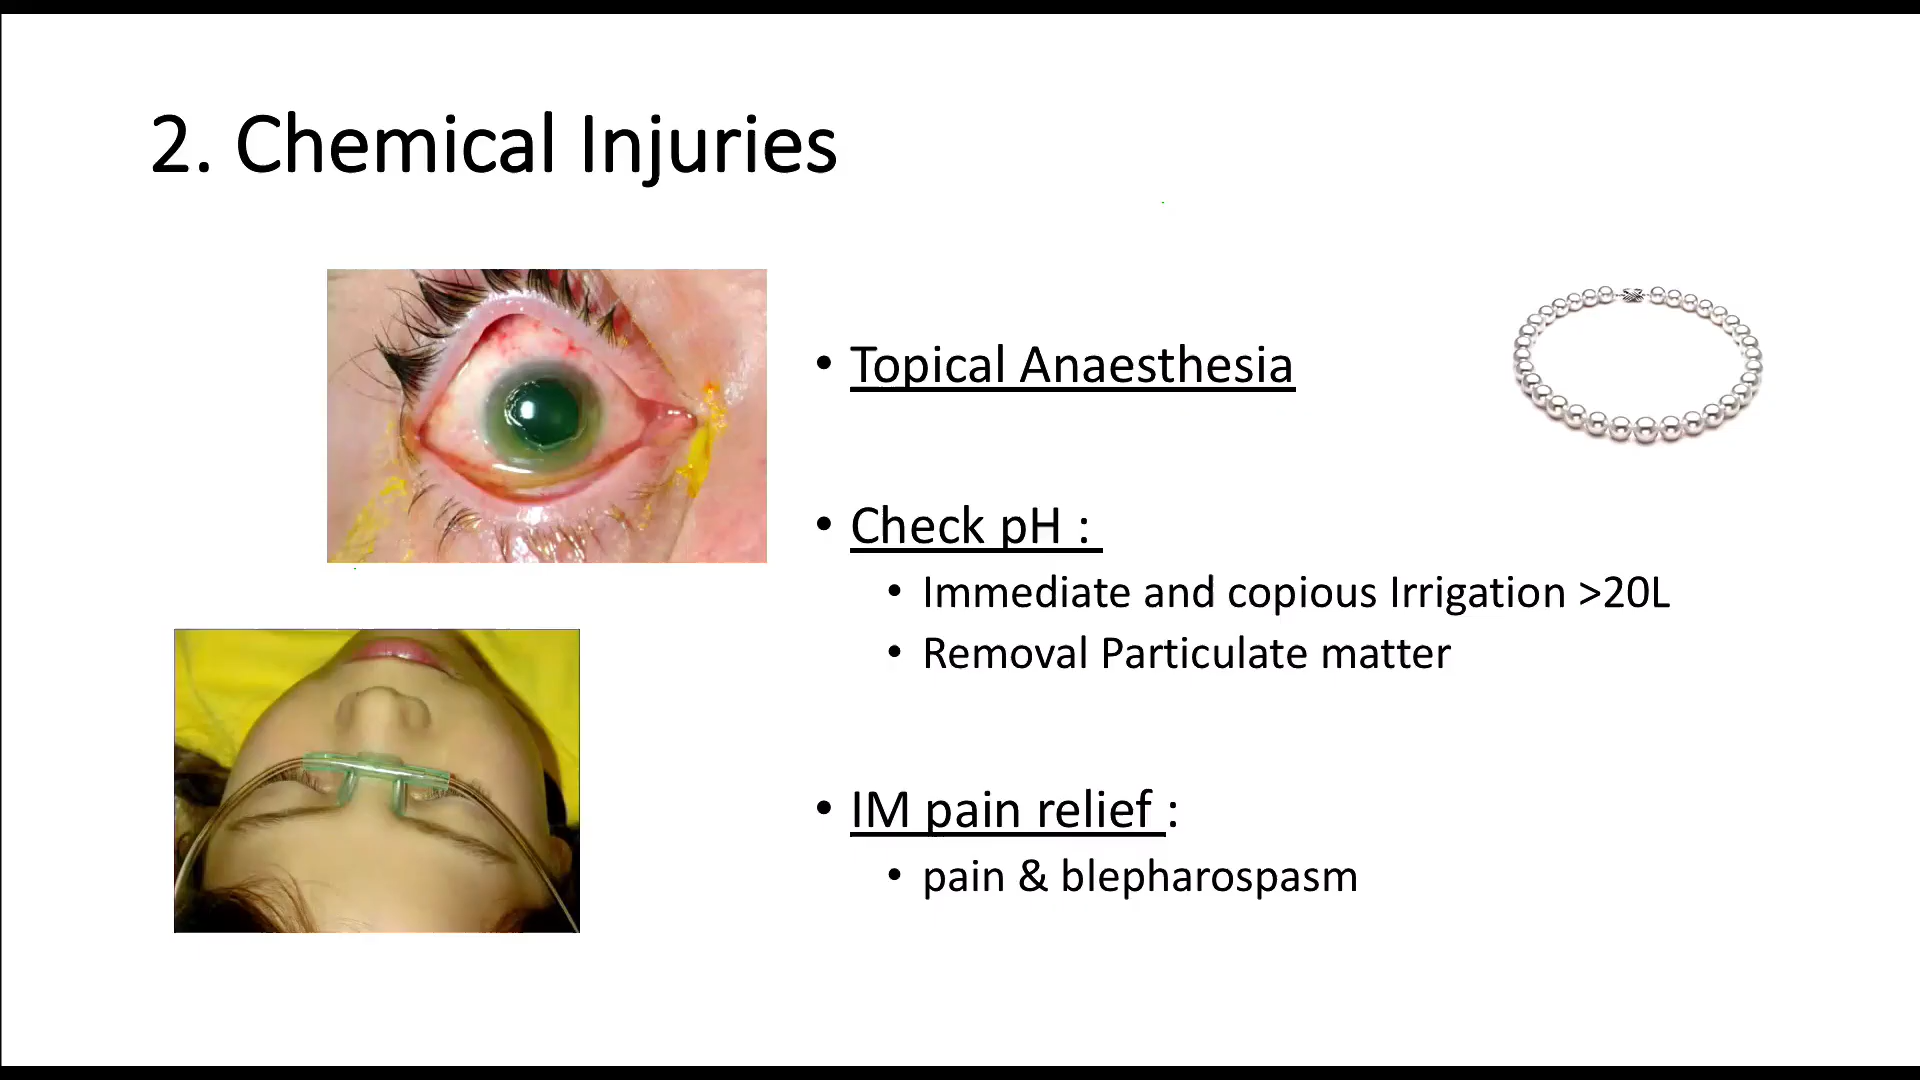 2. Chemical Injuries
• Topical Anaesthesia
• Check pH :
• Immediate and copious Irrigation >20L
• Removal Particulate matter
• IM pain relief :
• pain & blepharospasm